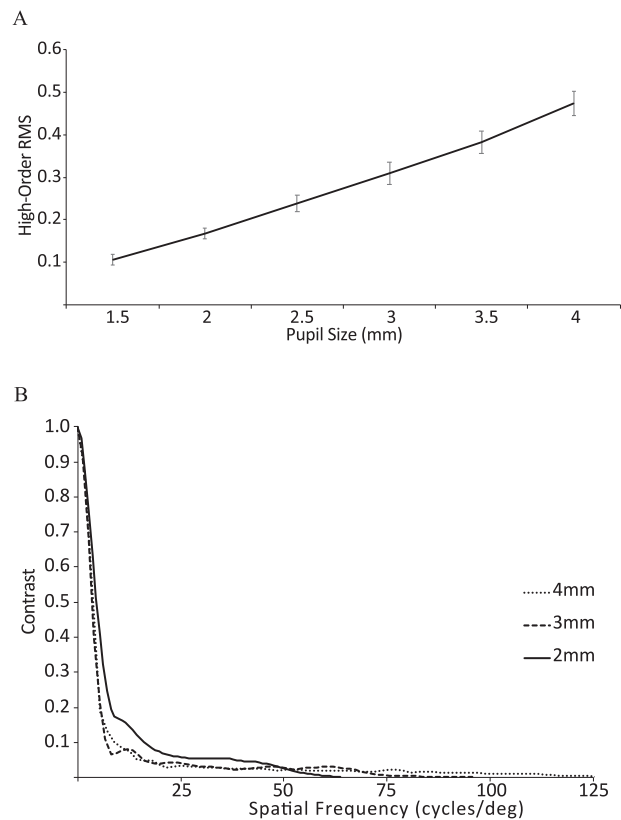 A
0.6
0.5
0.4
0.3
0.2
0.1
High-Order RMS
1.5 2 2.5 3 3.5 4
Pupil Size (mm)
B
1.0
0.9
0.8
0.7
0.6
0.5
0.4
0.3
0.2
0.1
Contrast
4mm
3mm
2mm
25 50 75 100 125
Spatial Frequency (cycles/deg)